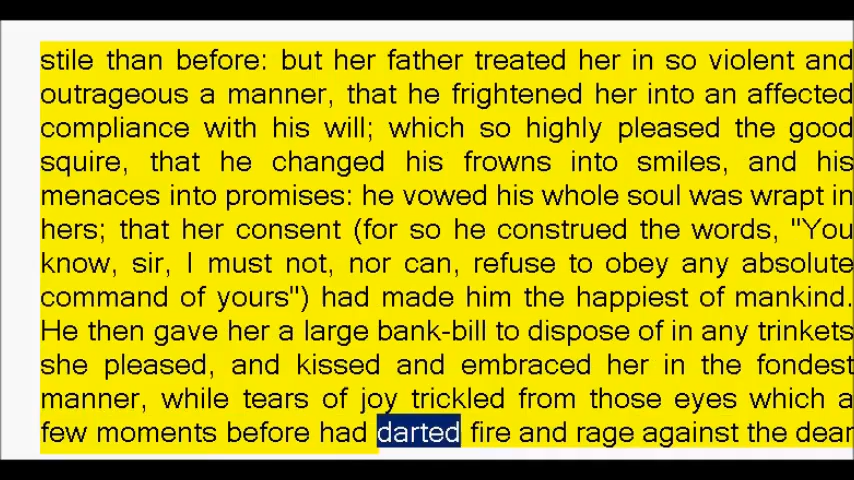 stile than before: but her father treated her in so violent and
outrageous a manner, that he frightened her into an affected
compliance with his will; which so highly pleased the good
squire, that he changed his frowns into smiles, and his
menaces into promises: he vowed his whole soul was wrapt in
hers; that her consent (for so he construed the words, "You
know, sir, I must not, nor can, refuse to obey any absolute
command of yours") had made him the happiest of mankind.
He then gave her a large bank-bill to dispose of in any trinkets
she pleased, and kissed and embraced her in the fondest
manner, while tears of joy trickled from those eyes which a
few moments before had darted fire and rage against the dear